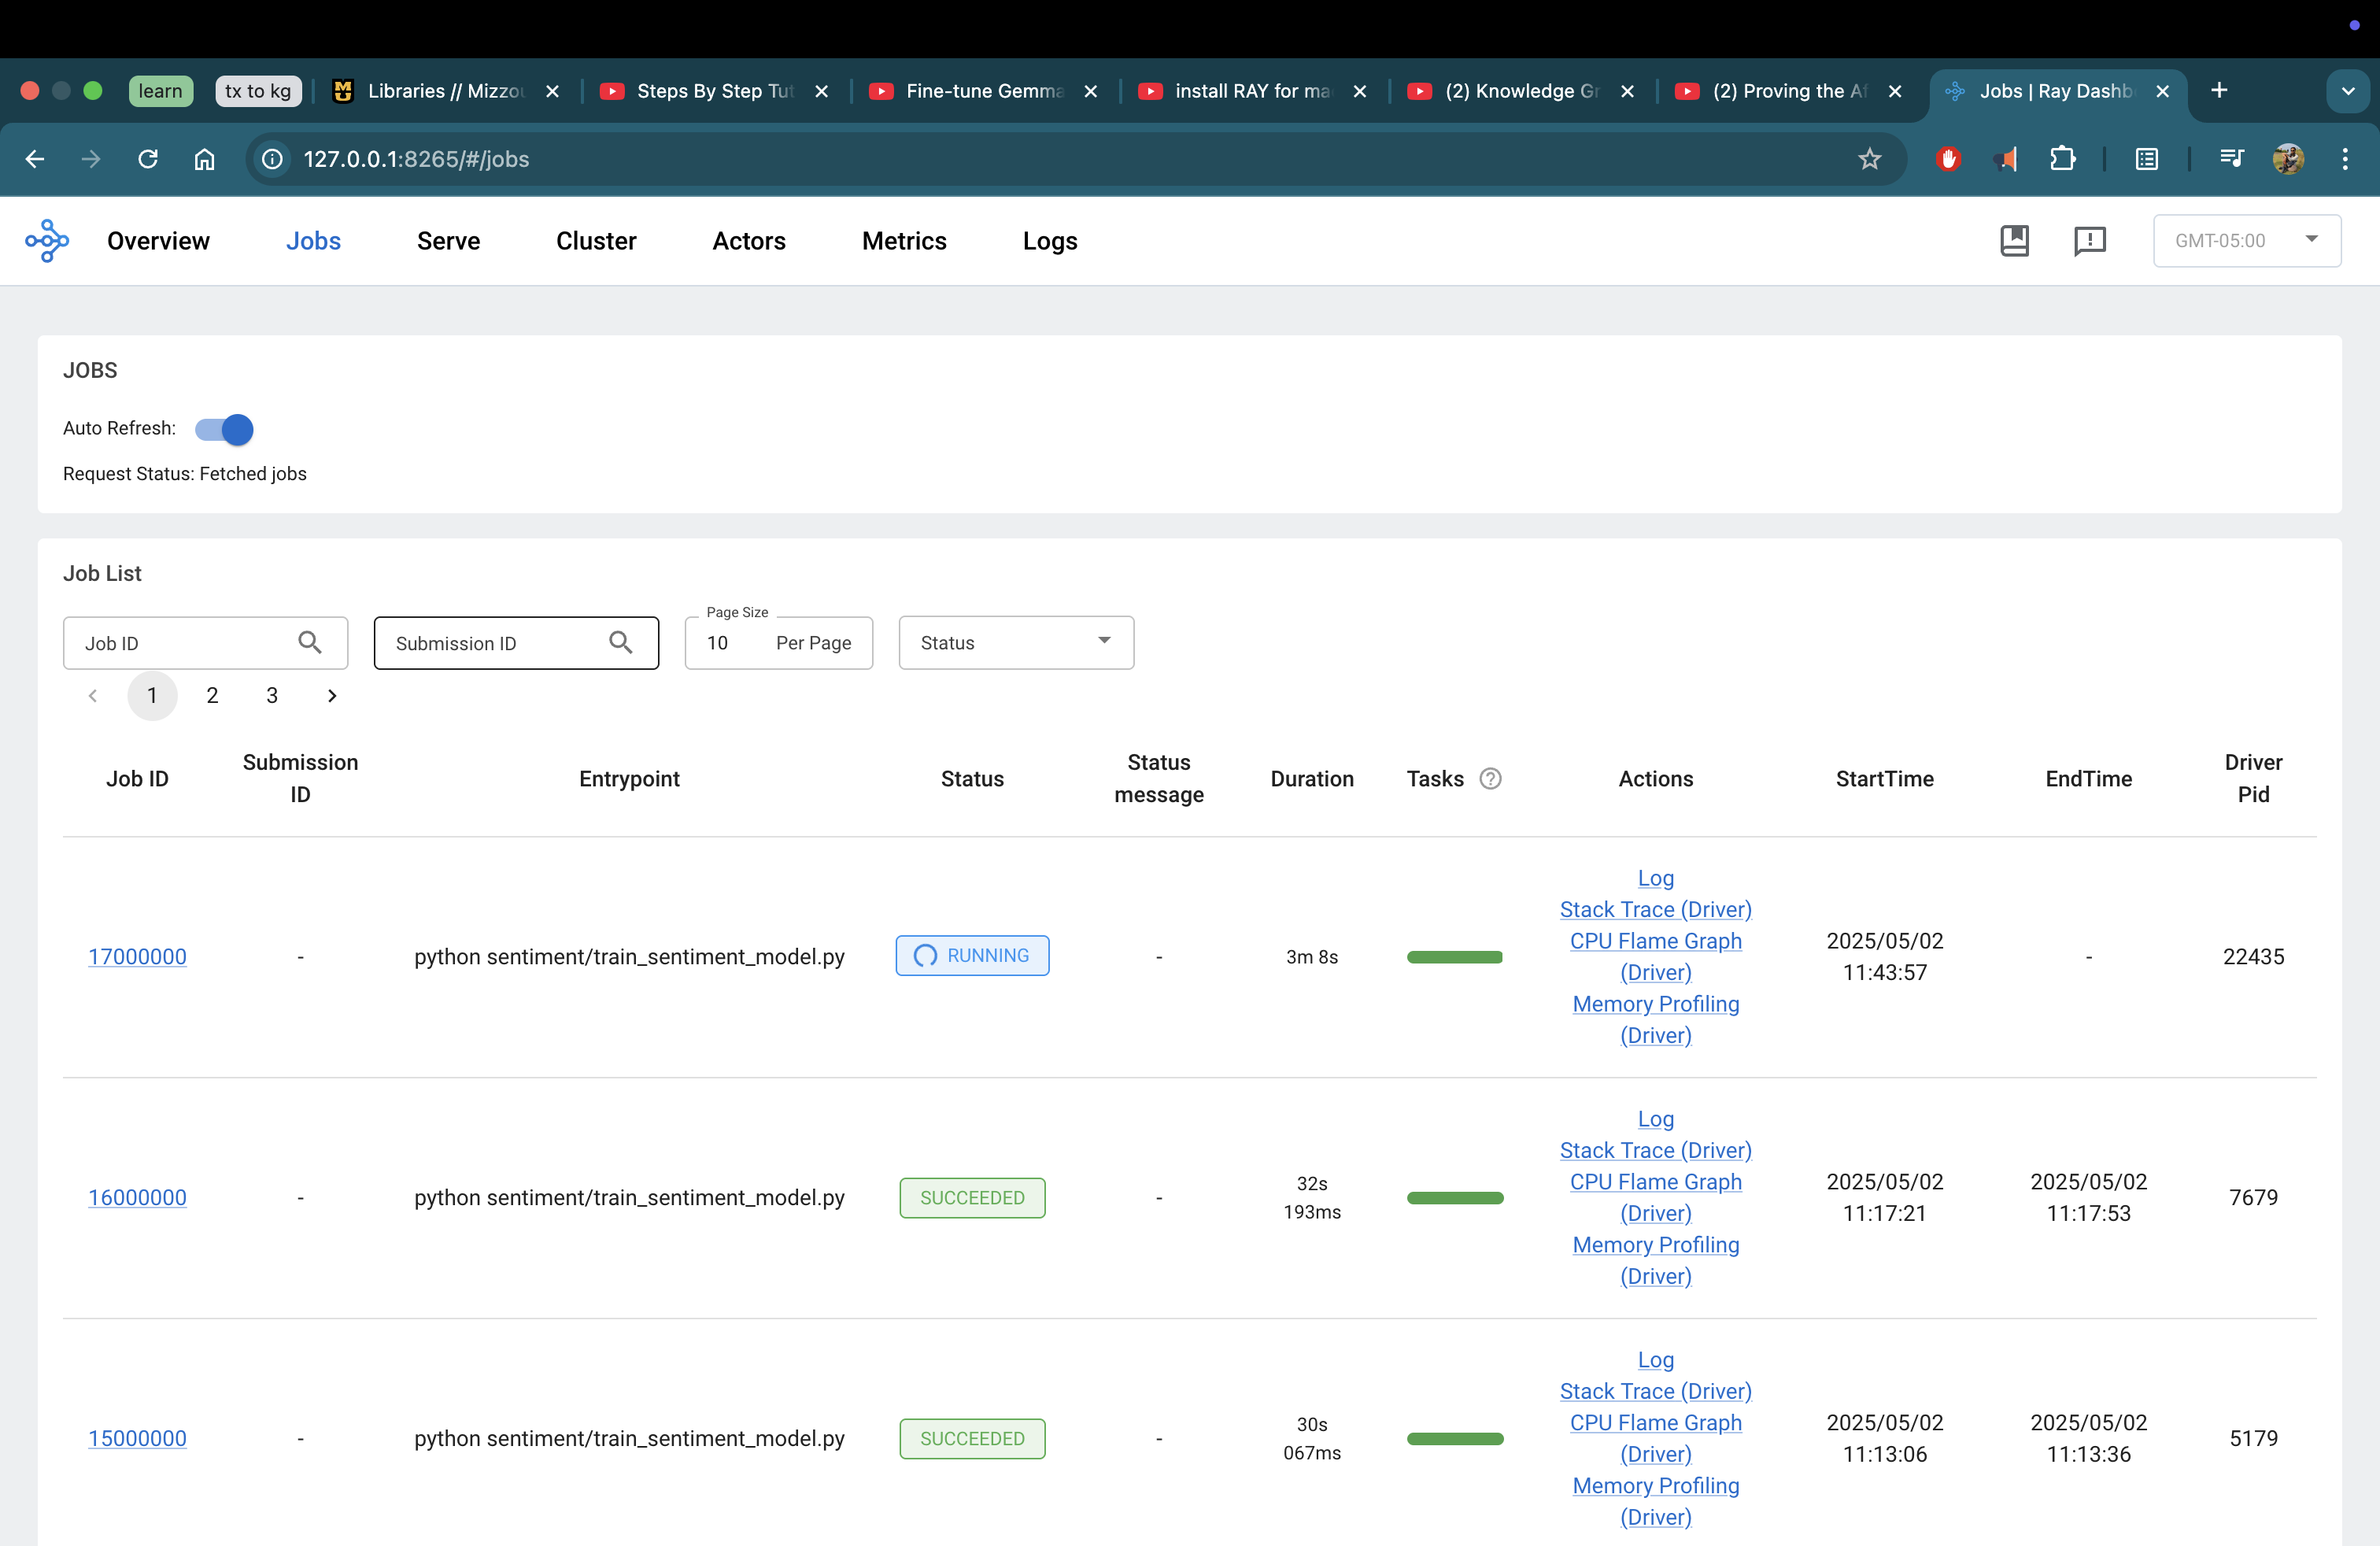 learn
tx to kg
Libraries // Mizzou
Steps By Step Tut
Fine-tune Gemma
install RAY for ma
(2) Knowledge Gr
(2) Proving the Af
Jobs | Ray Dashb
127.0.0.1:8265/#/jobs
Overview
Jobs
Serve
Cluster
Actors
Metrics
Logs
GMT-05:00
JOBS
Auto Refresh:
Request Status: Fetched jobs
Job List
Job ID
Submission ID
Page Size
10 Per Page
Status
1 2 3
Job ID
Submission
ID
Entrypoint
Status
Status
message
Duration
Tasks
Actions
StartTime
EndTime
Driver
Pid
17000000
-
python sentiment/train_sentiment_model.py
RUNNING
-
3m 8s
Log
Stack Trace (Driver)
CPU Flame Graph
(Driver)
Memory Profiling
(Driver)
2025/05/02
11:43:57
-
22435
16000000
-
python sentiment/train_sentiment_model.py
SUCCEEDED
-
32s
193ms
Log
Stack Trace (Driver)
CPU Flame Graph
(Driver)
Memory Profiling
(Driver)
2025/05/02
11:17:21
2025/05/02
11:17:53
7679
15000000
-
python sentiment/train_sentiment_model.py
SUCCEEDED
-
30s
067ms
Log
Stack Trace (Driver)
CPU Flame Graph
(Driver)
Memory Profiling
(Driver)
2025/05/02
11:13:06
2025/05/02
11:13:36
5179